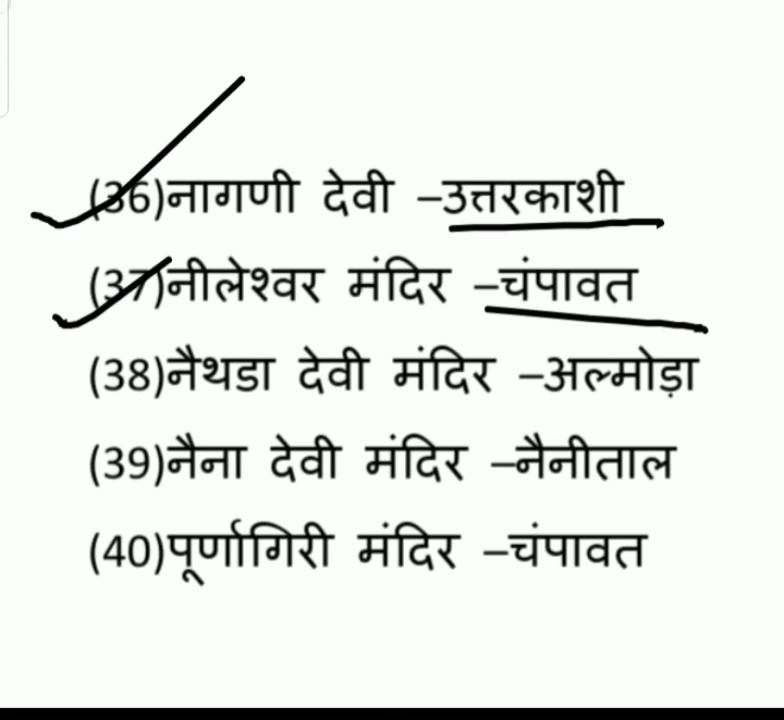 (36)नागणी देवी –उत्तरकाशी
(37)नीलेश्वर मंदिर –चंपावत
(38)नैथडा देवी मंदिर –अल्मोड़ा
(39)नैना देवी मंदिर –नैनीताल
(40)पूर्णागिरी मंदिर –चंपावत